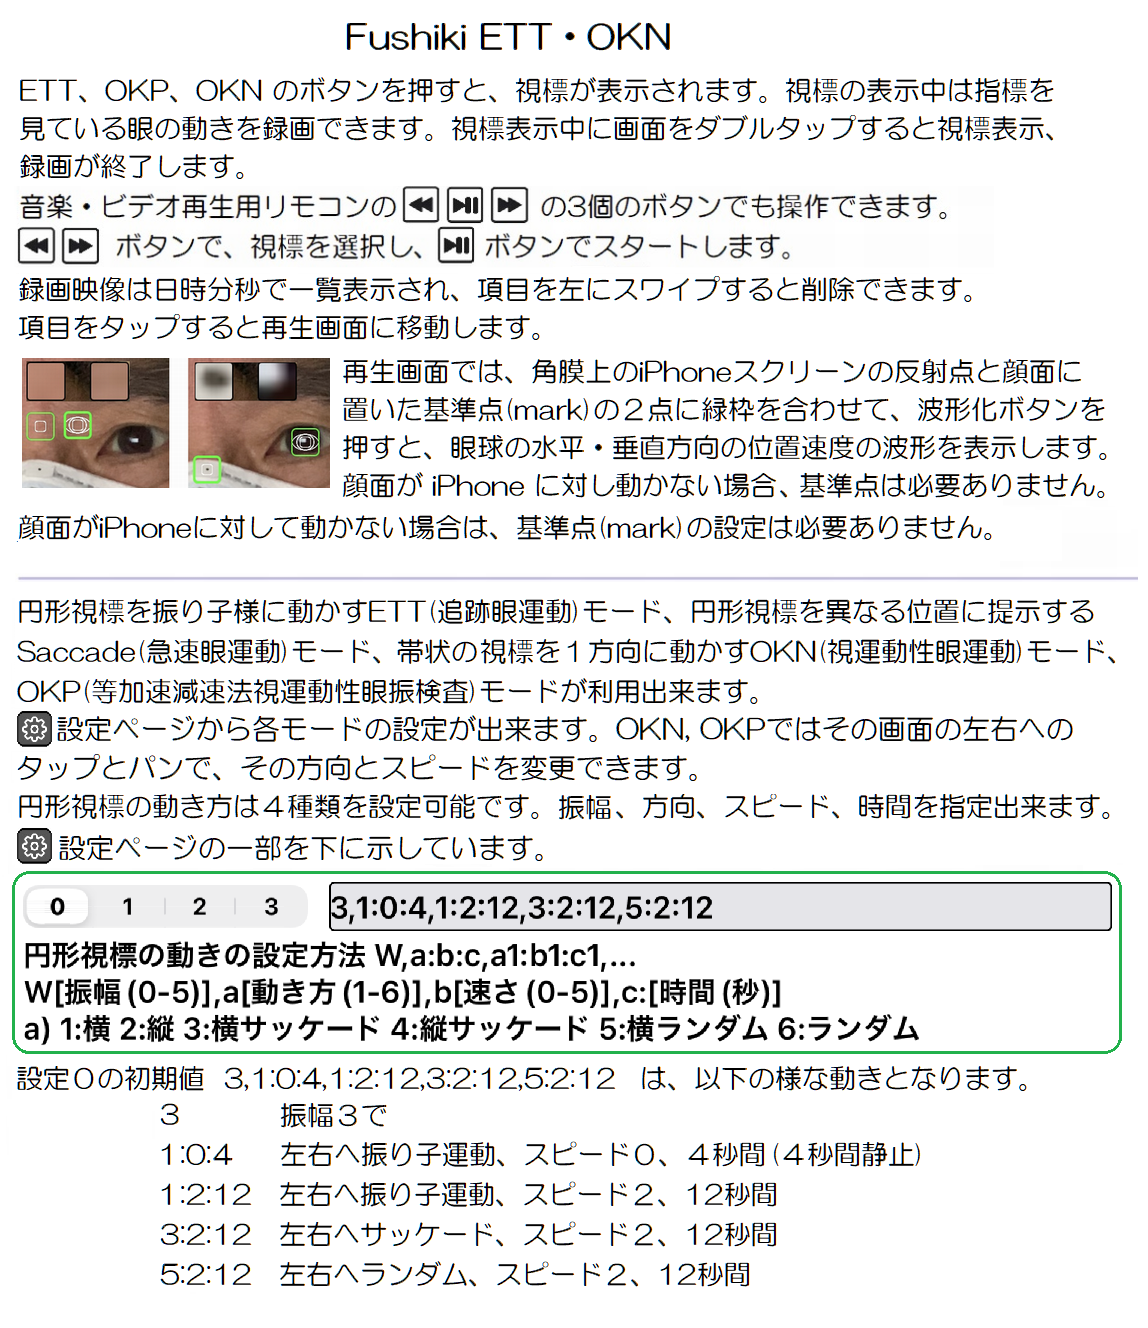 Fushiki ETT・OKN
ETT、OKP、OKN のボタンを押すと、視標が表示されます。視標の表示中は指標を
見ている眼の動きを録画できます。視標表示中に画面をダブルタップすると視標表示、
録画が終了します。
音楽・ビデオ再生用リモコンの の3個のボタンでも操作できます。
ボタンで、視標を選択し、 ボタンでスタートします。
録画映像は日時分秒で一覧表示され、項目を左にスワイプすると削除できます。
項目をタップすると再生画面に移動します。
再生画面では、角膜上のiPhoneスクリーンの反射点と顔面に
置いた基準点(mark)の２点に緑枠を合わせて、波形化ボタンを
押すと、眼球の水平・垂直方向の位置速度の波形を表示します。
顔面が iPhone に対し動かない場合、基準点は必要ありません。
顔面がiPhoneに対して動かない場合は、基準点(mark)の設定は必要ありません。
円形視標を振り子様に動かすETT(追跡眼運動)モード、円形視標を異なる位置に提示する
Saccade(急速眼運動)モード、帯状の視標を１方向に動かすOKN(視運動性眼運動)モード、
OKP(等加速減速法視運動性眼振検査)モードが利用出来ます。
設定ページから各モードの設定が出来ます。OKN, OKPではその画面の左右への
タップとパンで、その方向とスピードを変更できます。
円形視標の動き方は４種類を設定可能です。振幅、方向、スピード、時間を指定出来ます。
設定ページの一部を下に示しています。
0 1 2 3 3,1:0:4,1:2:12,3:2:12,5:2:12
円形視標の動きの設定方法 W,a:b:c,a1:b1:c1,...
W[振幅(0-5)],a[動き方(1-6)],b[速さ(0-5)],c:[時間(秒)]
a) 1:横 2:縦 3:横サッケード 4:縦サッケード 5:横ランダム 6:ランダム
設定０の初期値 3,1:0:4,1:2:12,3:2:12,5:2:12 は、以下の様な動きとなります。
3 振幅３で
1:0:4 左右へ振り子運動、スピード０、４秒間(４秒間静止)
1:2:12 左右へ振り子運動、スピード２、12秒間
3:2:12 左右へサッケード、スピード２、12秒間
5:2:12 左右へランダム、スピード２、12秒間